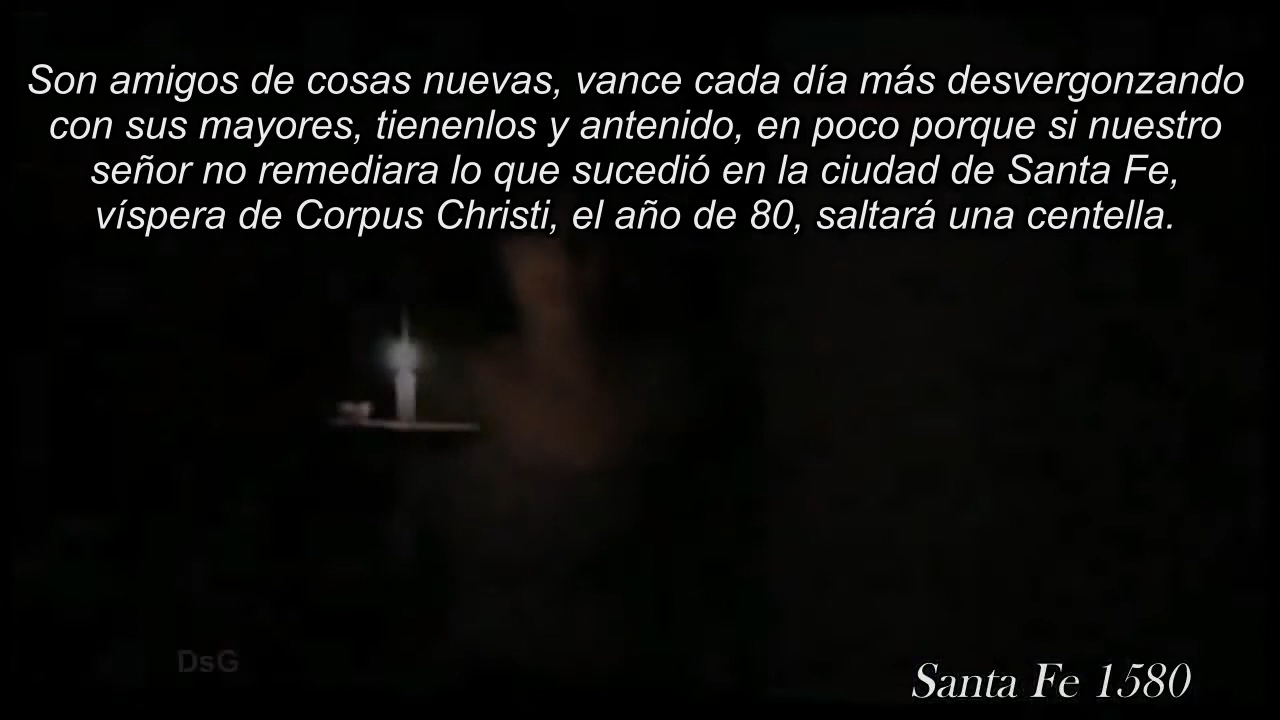 Son amigos de cosas nuevas, vance cada día más desvergonzando
con sus mayores, tienenlos y antenido, en poco porque si nuestro
señor no remediara lo que sucedió en la ciudad de Santa Fe,
víspera de Corpus Christi, el año de 80, saltará una centella.
DsG
Santa Fe 1580